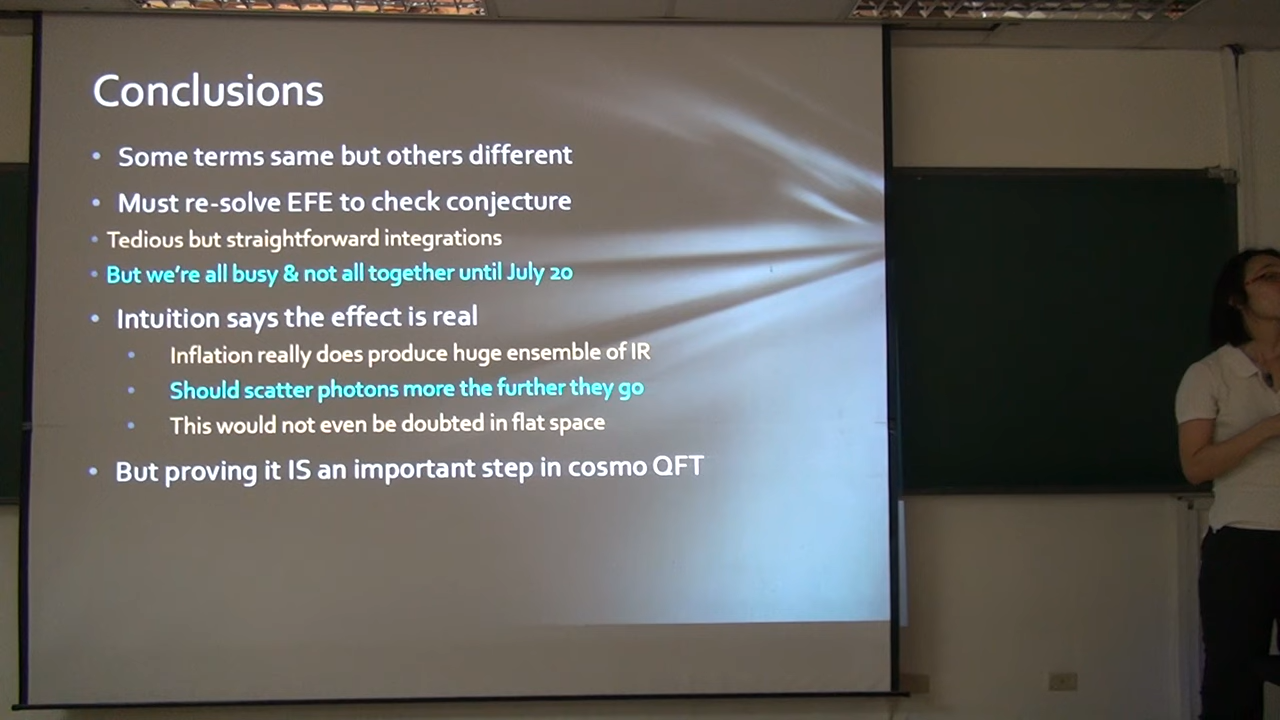 Conclusions
• Some terms same but others different
• Must re-solve EFE to check conjecture
• Tedious but straightforward integrations
• But we're all busy & not all together until July 20
• Intuition says the effect is real
• Inflation really does produce huge ensemble of IR
• Should scatter photons more the further they go
• This would not even be doubted in flat space
• But proving it IS an important step in cosmo QFT